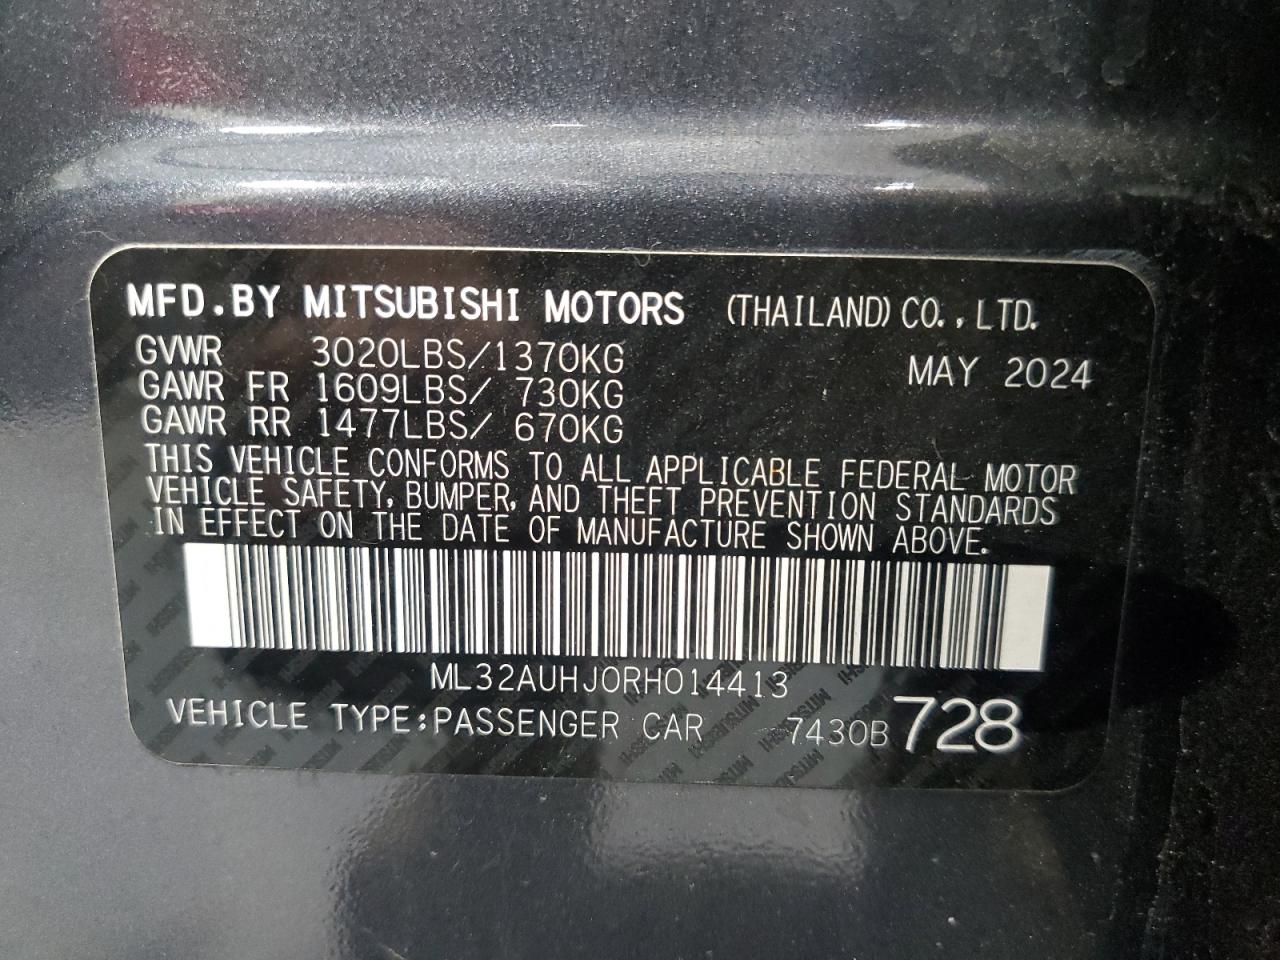 MFD.BY MITSUBISHI MOTORS (THAILAND) CO.,LTD.
GVWR 3020LBS/1370KG MAY 2024
GAWR FR 1609LBS/ 730KG
GAWR RR 1477LBS/ 670KG
THIS VEHICLE CONFORMS TO ALL APPLICABLE FEDERAL MOTOR
VEHICLE SAFETY, BUMPER, AND THEFT PREVENTION STANDARDS
IN EFFECT ON THE DATE OF MANUFACTURE SHOWN ABOVE.
ML32AUHJ0RH014413
VEHICLE TYPE:PASSENGER CAR 7430B 728